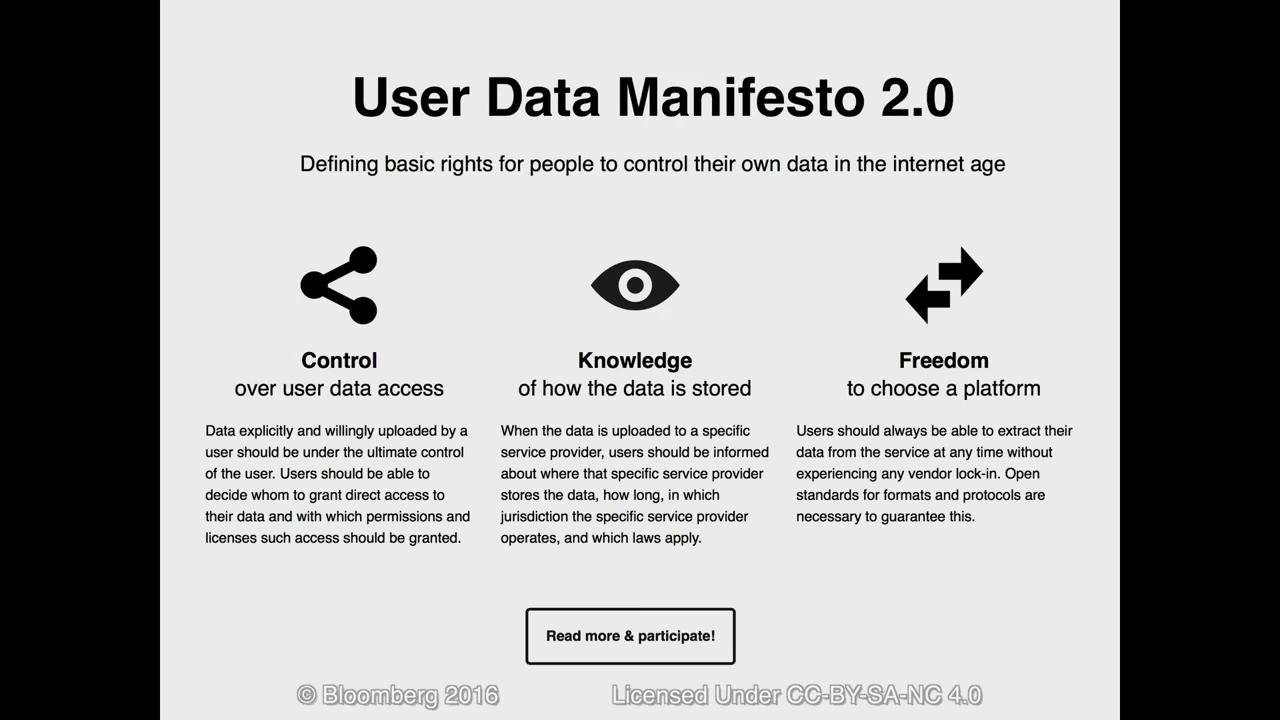 User Data Manifesto 2.0
Defining basic rights for people to control their own data in the internet age
Control
over user data access
Data explicitly and willingly uploaded by a
user should be under the ultimate control
of the user. Users should be able to
decide whom to grant direct access to
their data and with which permissions and
licenses such access should be granted.
Knowledge
of how the data is stored
When the data is uploaded to a specific
service provider, users should be informed
about where that specific service provider
stores the data, how long, in which
jurisdiction the specific service provider
operates, and which laws apply.
Freedom
to choose a platform
Users should always be able to extract their
data from the service at any time without
experiencing any vendor lock-in. Open
standards for formats and protocols are
necessary to guarantee this.
Read more & participate!
© Bloomberg 2016 Licensed Under CC-BY-SA-NC 4.0